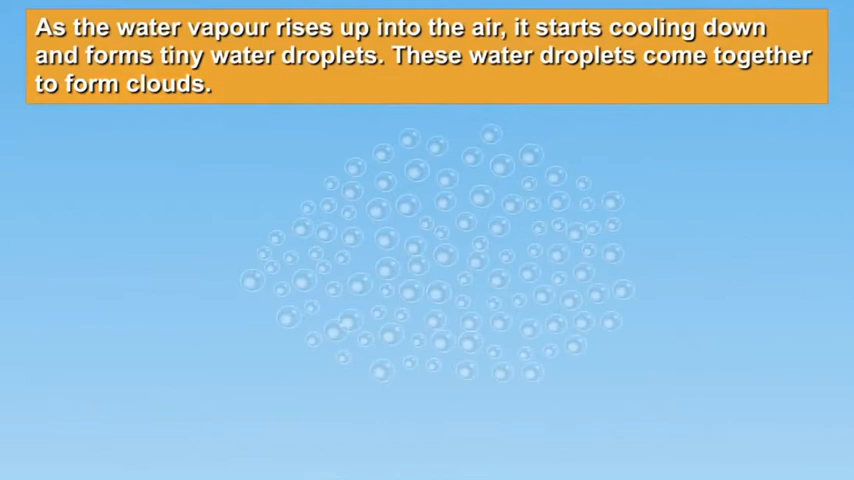 As the water vapour rises up into the air, it starts cooling down
and forms tiny water droplets. These water droplets come together
to form clouds.